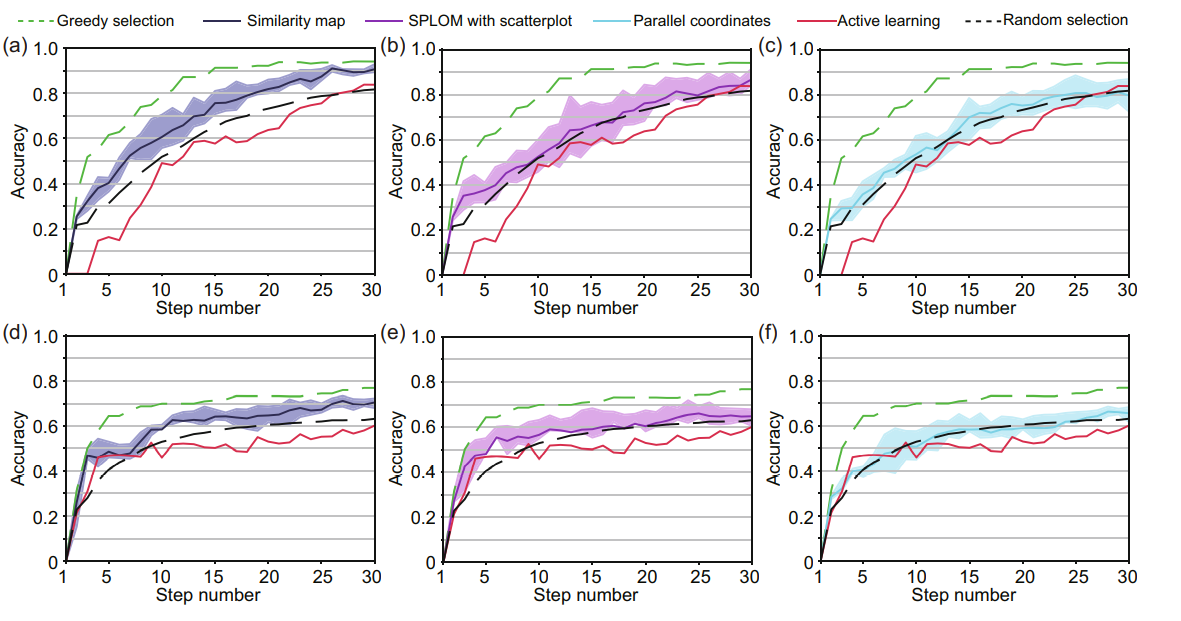 Greedy selection Similarity map SPLOM with scatterplot Parallel coordinates Active learning Random selection
(a) (b) (c)
1.0 1.0 1.0
0.8 0.8 0.8
0.6 0.6 0.6
0.4 0.4 0.4
0.2 0.2 0.2
0 0 0
Accuracy Accuracy Accuracy
1 5 10 15 20 25 30 1 5 10 15 20 25 30 1 5 10 15 20 25 30
Step number Step number Step number
(d) (e) (f)
1.0 1.0 1.0
0.8 0.8 0.8
0.6 0.6 0.6
0.4 0.4 0.4
0.2 0.2 0.2
0 0 0
Accuracy Accuracy Accuracy
1 5 10 15 20 25 30 1 5 10 15 20 25 30 1 5 10 15 20 25 30
Step number Step number Step number